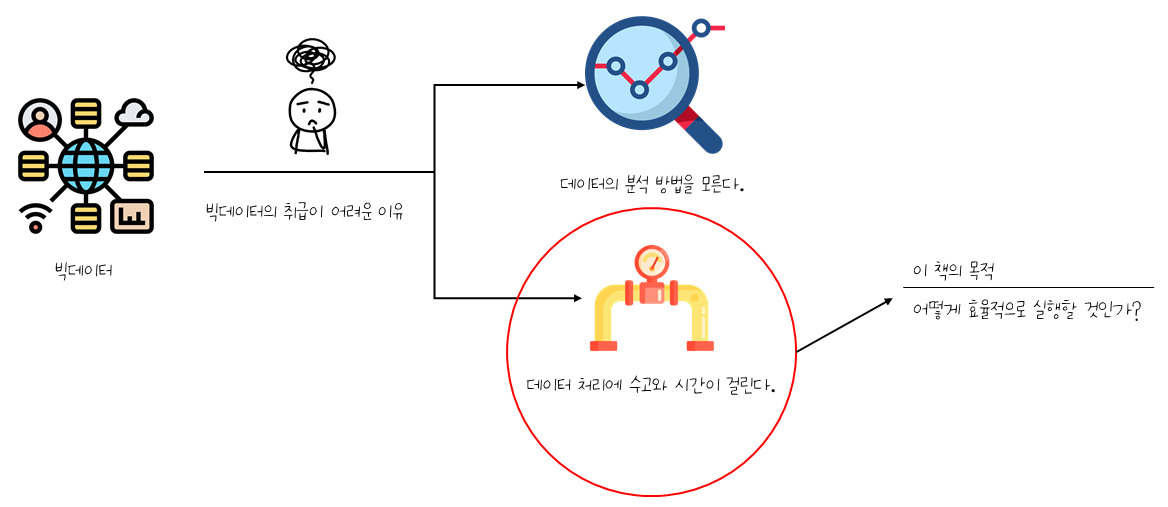 빅데이터
빅데이터의 취급이 어려운 이유
데이터의 분석 방법을 모른다.
데이터 처리에 수고와 시간이 걸린다.
이 책의 목적
어떻게 효율적으로 실행할 것인가?